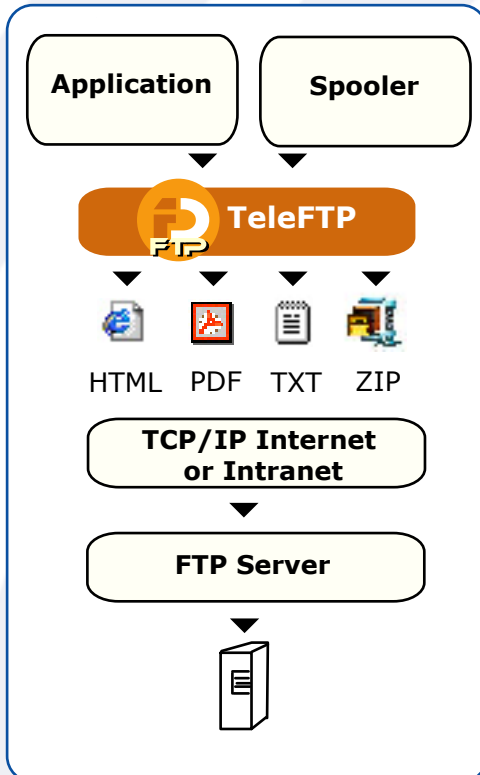 Application
Spooler
FTP
TeleFTP
HTML PDF TXT ZIP
TCP/IP Internet
or Intranet
FTP Server